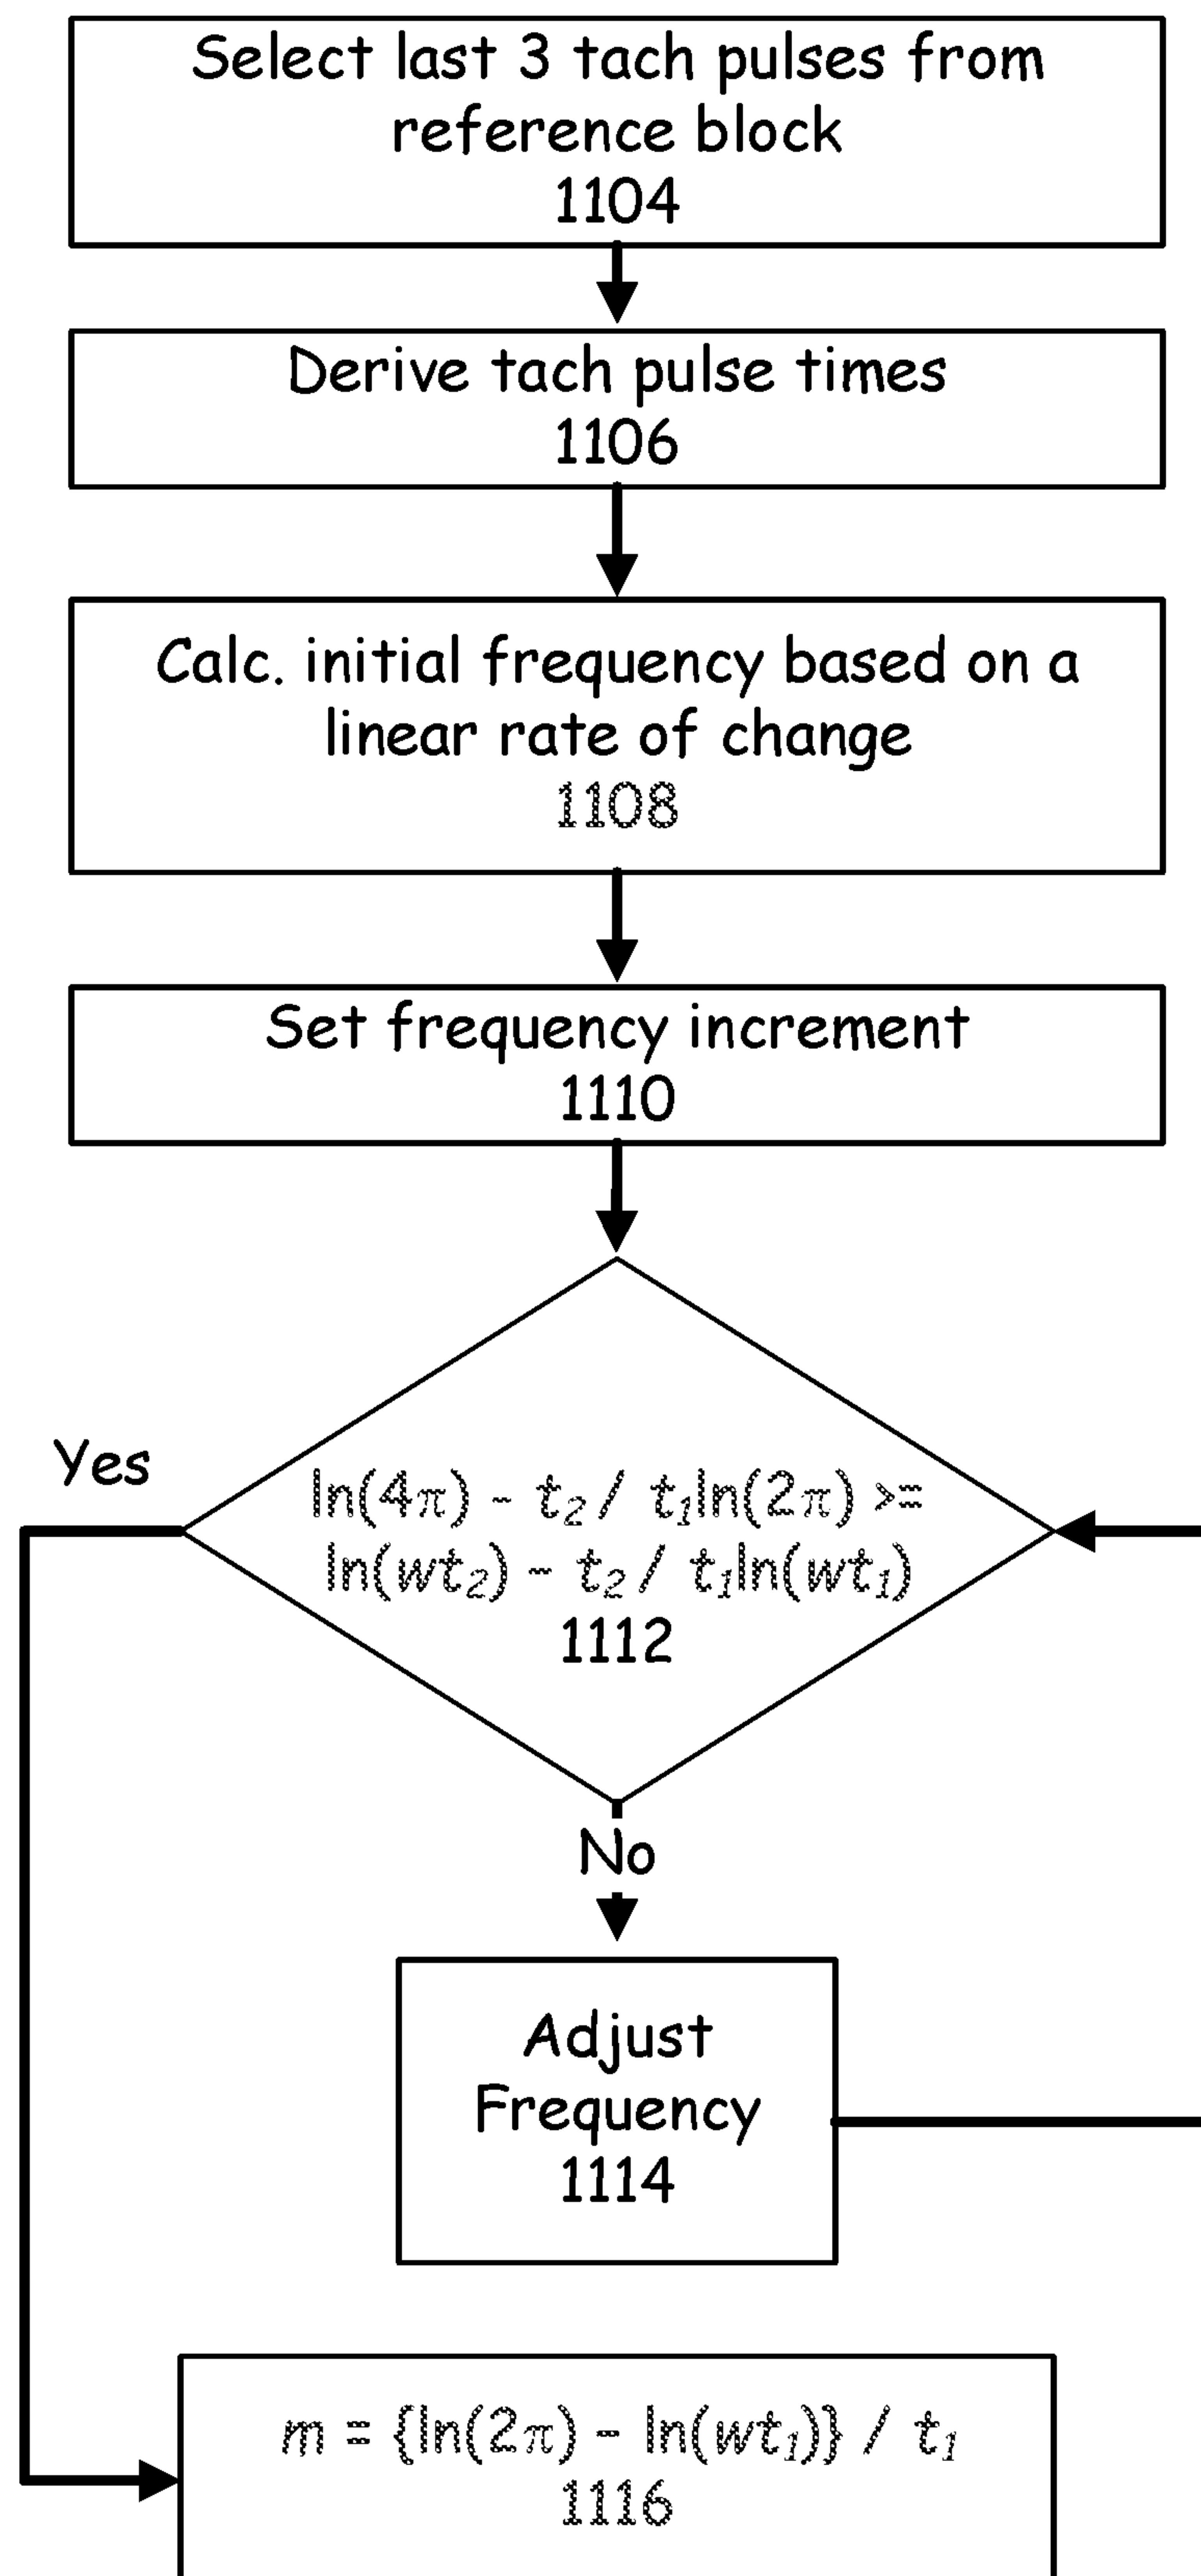 Select last 3 tach pulses from
reference block
1104
Derive tach pulse times
1106
Calc. initial frequency based on a
linear rate of change
1108
Set frequency increment
1110
Yes
ln(4π) - t₂ / t₁ln(2π) >=
ln(wt₂) - t₂ / t₁ln(wt₁)
1112
No
Adjust
Frequency
1114
m = {ln(2π) - ln(wt₁)} / t₁
1116